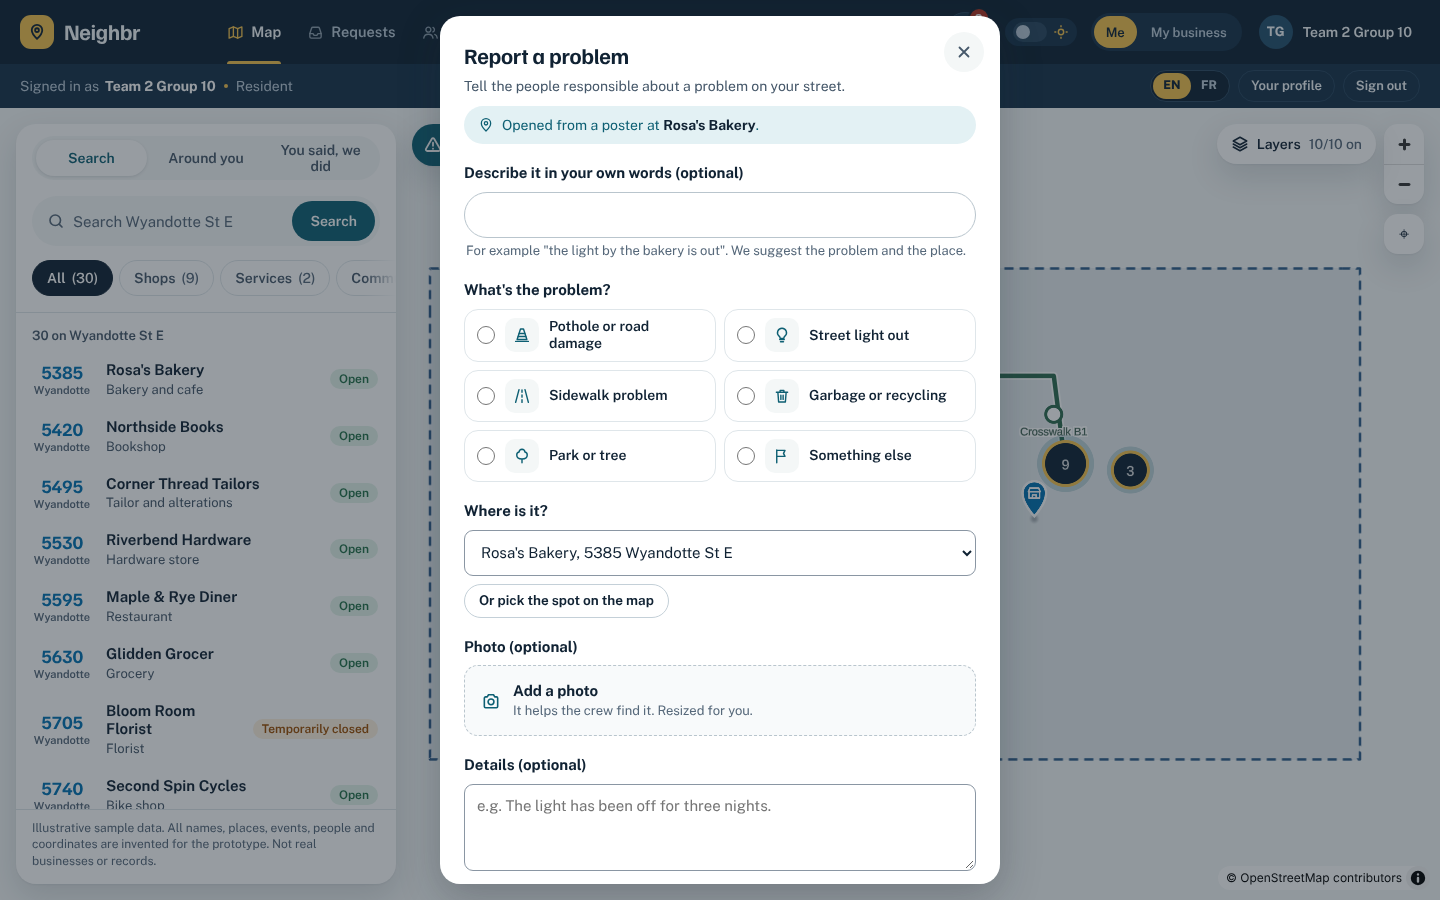 Neighbr
Map
Requests
Me
My business
TG
Team 2 Group 10
Signed in as Team 2 Group 10 • Resident
EN
FR
Your profile
Sign out
Search
Around you
You said, we did
Search Wyandotte St E
Search
All (30)
Shops (9)
Services (2)
Comm
30 on Wyandotte St E
5385 Wyandotte
Rosa's Bakery
Bakery and cafe
Open
5420 Wyandotte
Northside Books
Bookshop
Open
5495 Wyandotte
Corner Thread Tailors
Tailor and alterations
Open
5530 Wyandotte
Riverbend Hardware
Hardware store
Open
5595 Wyandotte
Maple & Rye Diner
Restaurant
Open
5630 Wyandotte
Glidden Grocer
Grocery
Open
5705 Wyandotte
Bloom Room Florist
Florist
Temporarily closed
5740 Wyandotte
Second Spin Cycles
Bike shop
Open
Illustrative sample data. All names, places, events, people and
coordinates are invented for the prototype. Not real
businesses or records.
Report a problem
Tell the people responsible about a problem on your street.
Opened from a poster at Rosa's Bakery.
Describe it in your own words (optional)
For example "the light by the bakery is out". We suggest the problem and the place.
What's the problem?
Pothole or road damage
Street light out
Sidewalk problem
Garbage or recycling
Park or tree
Something else
Where is it?
Rosa's Bakery, 5385 Wyandotte St E
Or pick the spot on the map
Photo (optional)
Add a photo
It helps the crew find it. Resized for you.
Details (optional)
e.g. The light has been off for three nights.
Layers 10/10 on
Crosswalk B1
9
3
© OpenStreetMap contributors